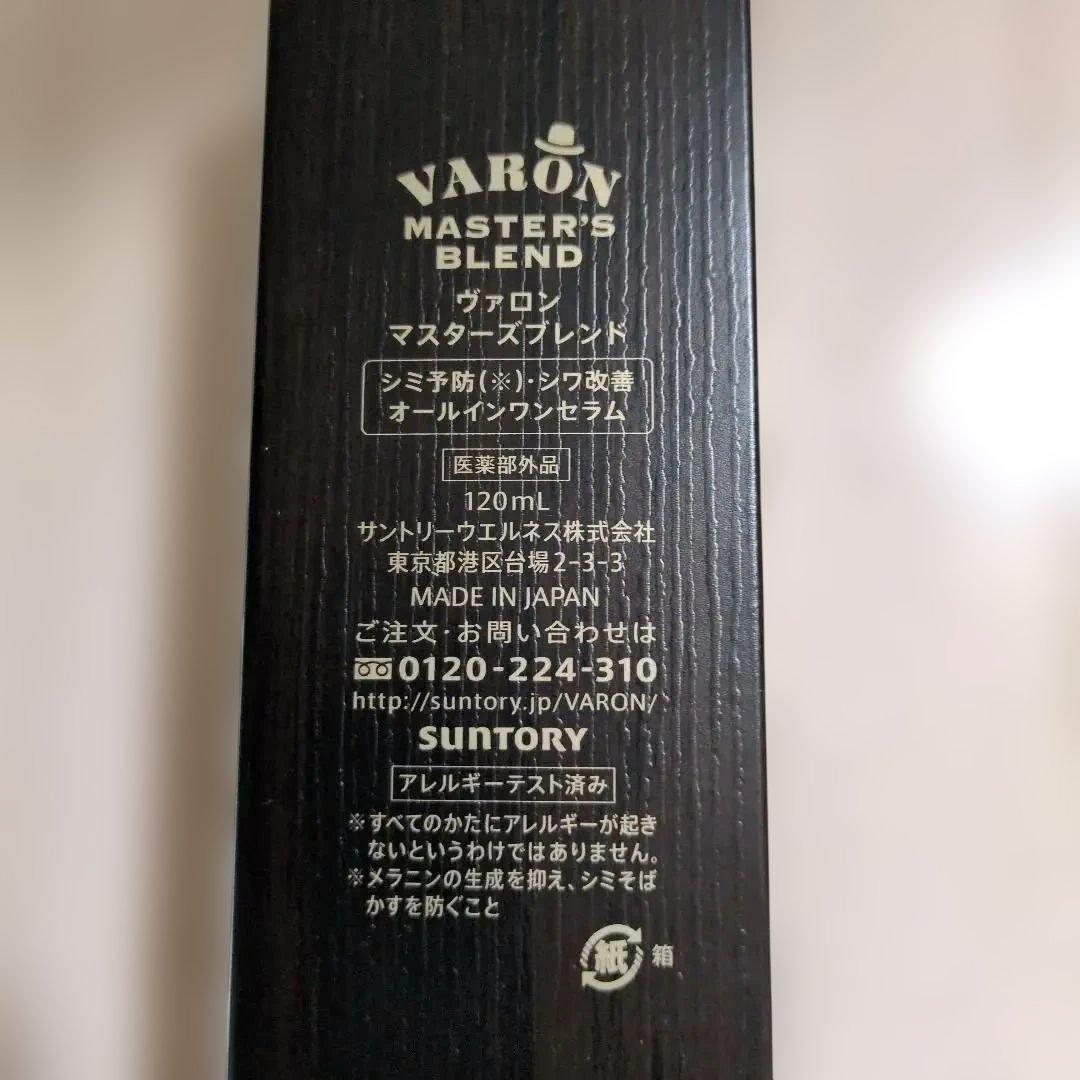 VARON
MASTER'S
BLEND
ヴァロン
マスターズブレンド
シミ予防(※)・シワ改善
オールインワンセラム
医薬部外品
120mL
サントリーウエルネス株式会社
東京都港区台場2-3-3
MADE IN JAPAN
ご注文・お問い合わせは
0120-224-310
http://suntory.jp/VARON/
SUNTORY
アレルギーテスト済み
※すべてのかたにアレルギーが起き
ないというわけではありません。
※メラニンの生成を抑え、シミそば
かすを防ぐこと
紙 箱